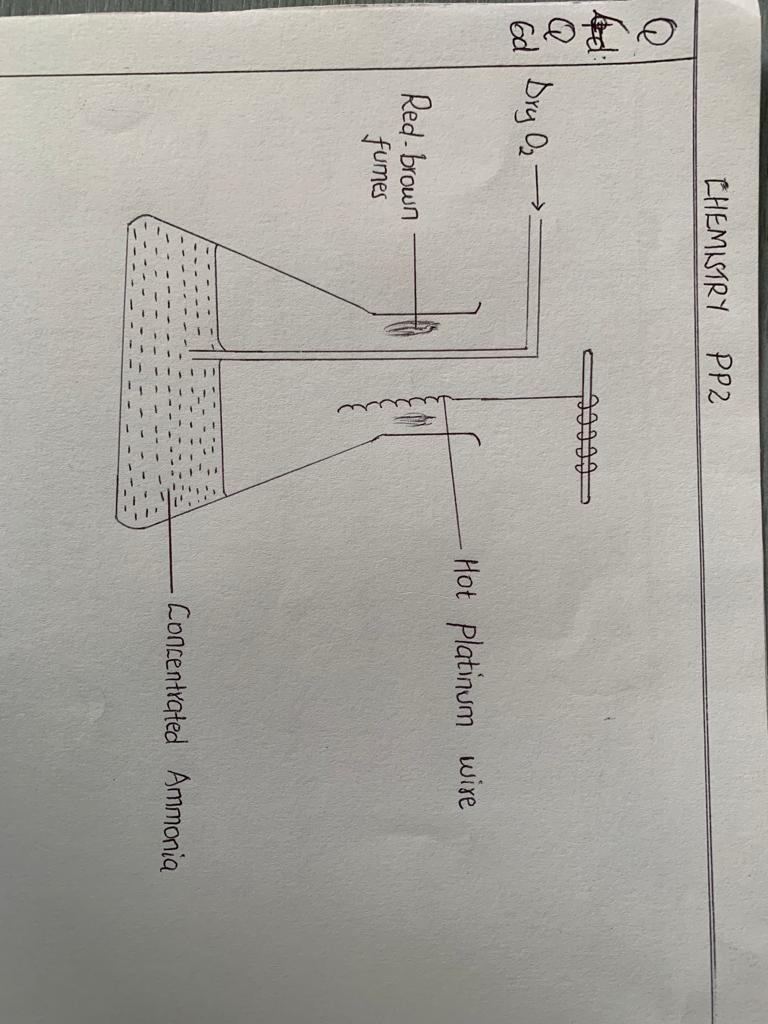 CHEMISTRY PP2
Q
Q
6d
Dry O₂ →
Red-brown
fumes
Hot Platinum wire
Concentrated Ammonia